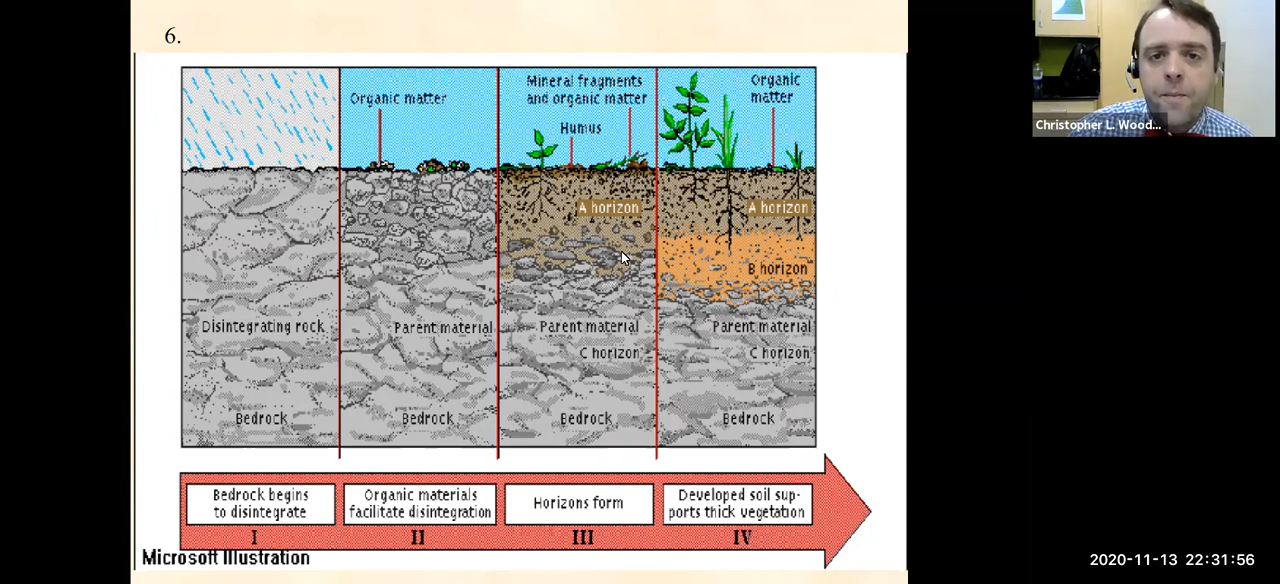 6.
Organic matter
Mineral fragments
and organic matter
Humus
Organic
matter
A horizon
A horizon
B horizon
Disintegrating rock
Parent material
Parent material
Parent material
C horizon
C horizon
Bedrock
Bedrock
Bedrock
Bedrock
Bedrock begins
to disintegrate
Organic materials
facilitate disintegration
Horizons form
Developed soil sup-
ports thick vegetation
I
II
III
IV
Microsoft Illustration
Christopher L. Wood...
2020-11-13 22:31:56